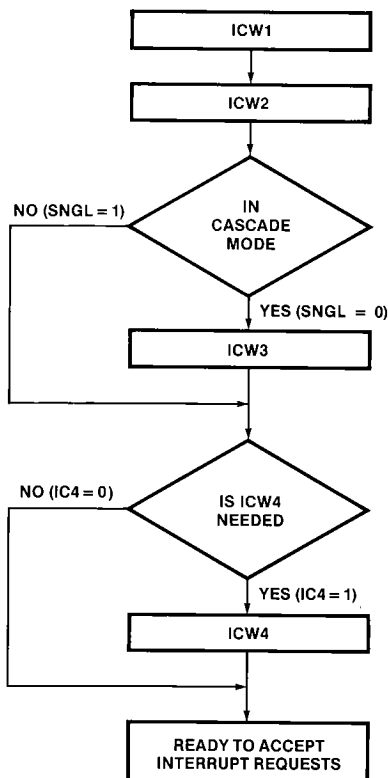 ICW1
ICW2
IN
CASCADE
MODE
NO (SNGL = 1)
YES (SNGL = 0)
ICW3
IS ICW4
NEEDED
NO (IC4 = 0)
YES (IC4 = 1)
ICW4
READY TO ACCEPT
INTERRUPT REQUESTS